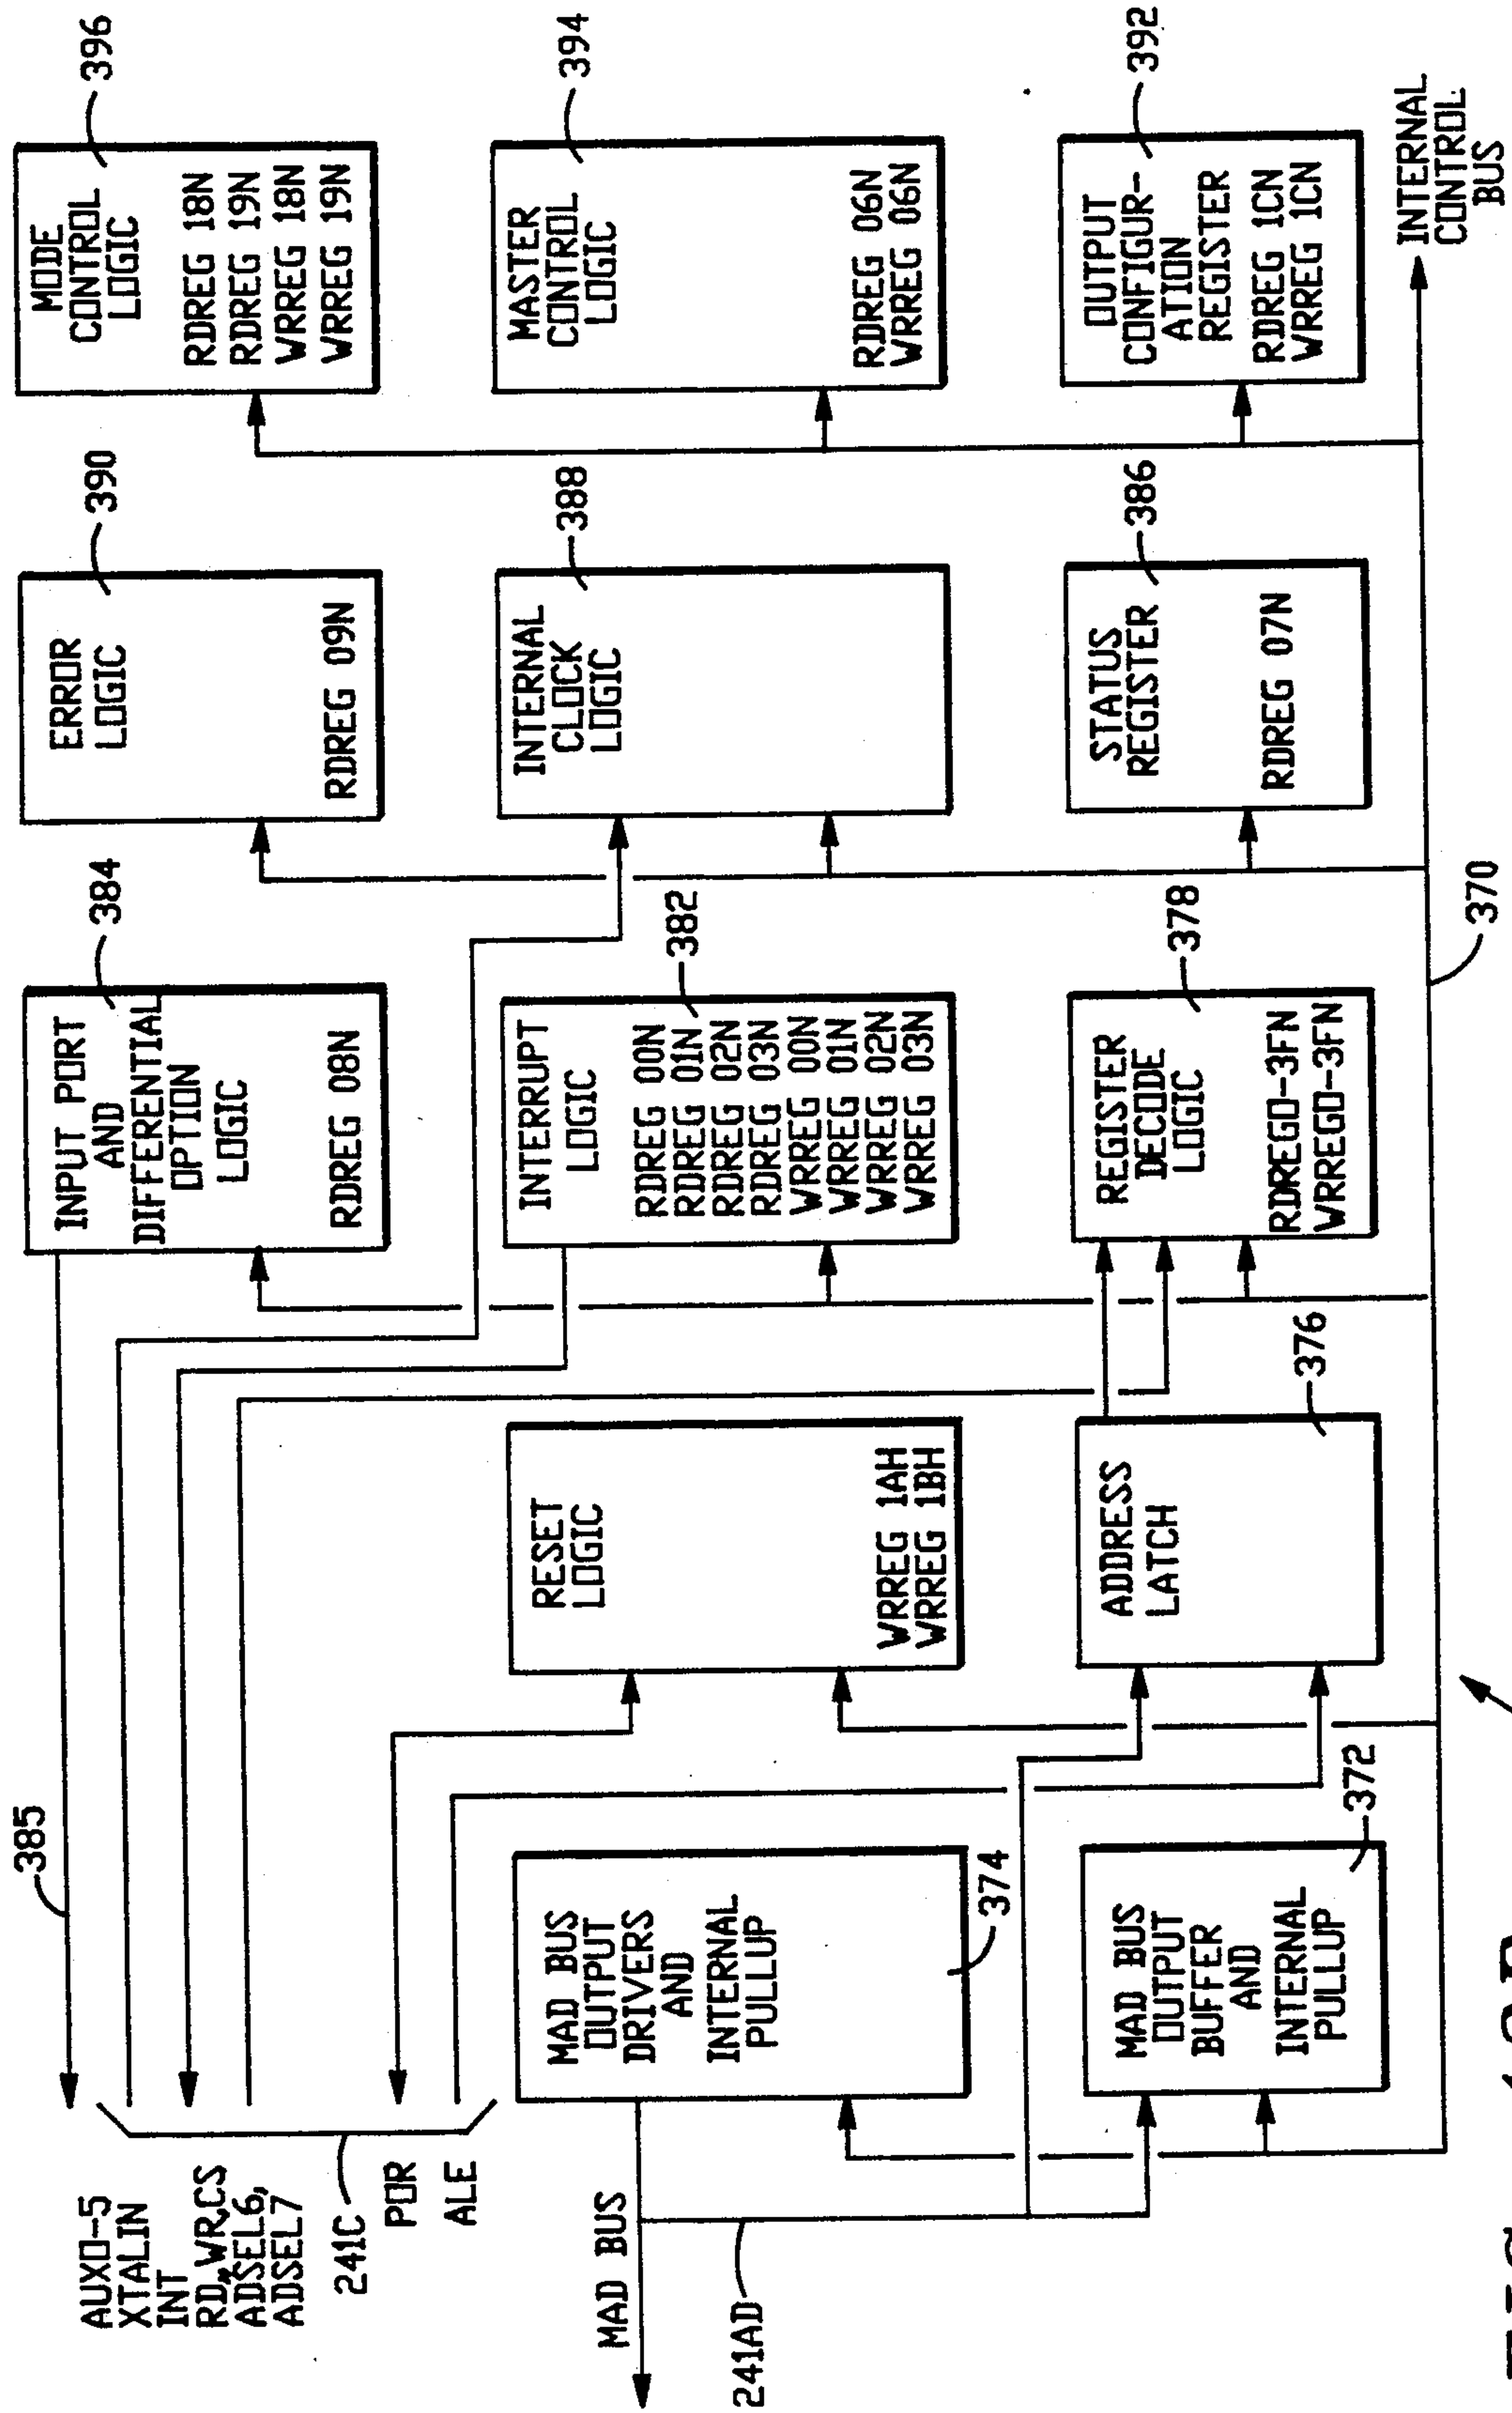 AUX0-5
XTALIN
INT
RD,WR,CS
ADSEL6,
ADSEL7
241C
POR
ALE
MAD BUS
241AD
385
MAD BUS
OUTPUT
DRIVERS
AND
INTERNAL
PULLUP
374
MAD BUS
OUTPUT
BUFFER
AND
INTERNAL
PULLUP
372
RESET
LOGIC
WRREG 1AH
WRREG 1BH
ADDRESS
LATCH
376
INPUT PORT
AND
DIFFERENTIAL
OPTION
LOGIC
RDREG 08N
384
INTERRUPT
LOGIC
RDREG 00N
RDREG 01N
RDREG 02N
RDREG 03N
WRREG 00N
WRREG 01N
WRREG 02N
WRREG 03N
382
REGISTER
DECODE
LOGIC
RDREG0-3FN
WRREG0-3FN
378
370
ERROR
LOGIC
RDREG 09N
390
INTERNAL
CLOCK
LOGIC
388
STATUS
REGISTER
RDREG 07N
386
MODE
CONTROL
LOGIC
RDREG 18N
RDREG 19N
WRREG 18N
WRREG 19N
396
MASTER
CONTROL
LOGIC
RDREG 06N
WRREG 06N
394
OUTPUT
CONFIGUR-
ATION
REGISTER
RDREG 1CN
WRREG 1CN
392
INTERNAL
CONTROL
BUS